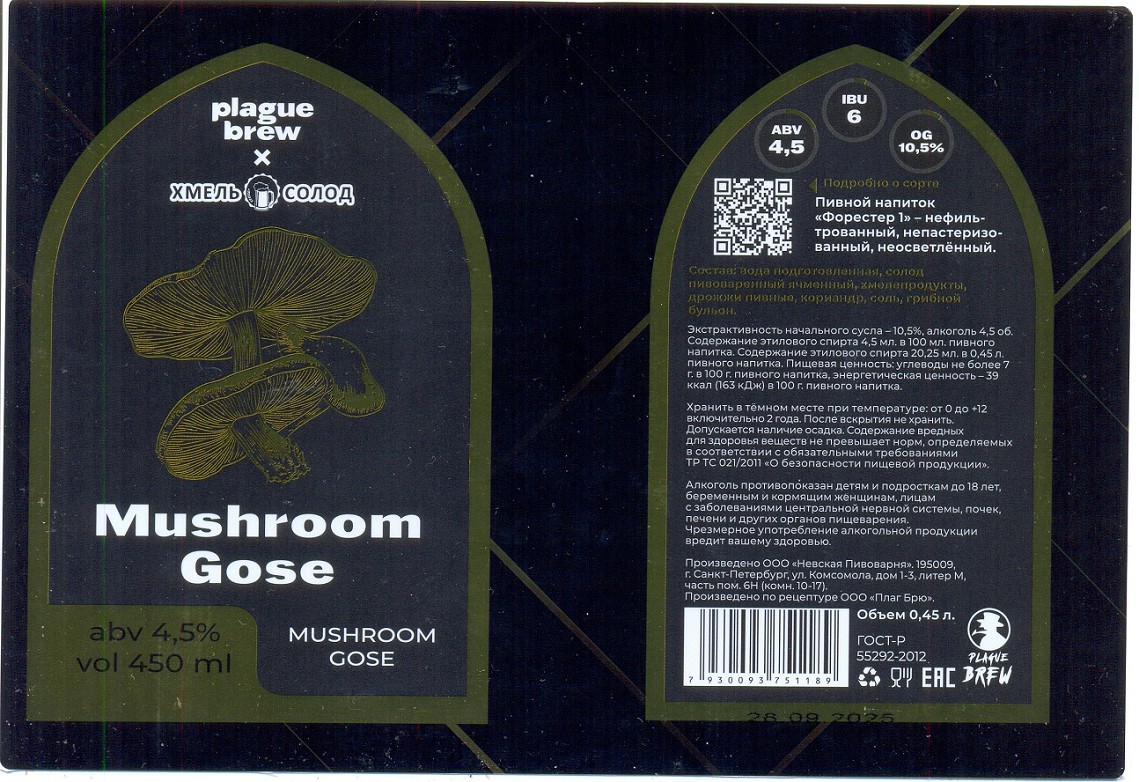 plague
brew
×
ХМЕЛЬ СОЛОД
Mushroom
Gose
abv 4,5%
vol 450 ml
MUSHROOM
GOSE
IBU
6
ABV
4,5
OG
10,5%
Подробно о сорте
Пивной напиток
«Форестер 1» – нефиль-
трованный, непастеризо-
ванный, неосветлённый.
Состав: вода подготовленная, солод
пивоваренный ячменный, хмелепродукты,
дрожжи пивные, кориандр, соль, грибной
бульон.
Экстрактивность начального сусла – 10,5%, алкоголь 4,5 об.
Содержание этилового спирта 4,5 мл. в 100 мл. пивного
напитка. Содержание этилового спирта 20,25 мл. в 0,45 л.
пивного напитка. Пищевая ценность: углеводы не более 7
г. в 100 г. пивного напитка, энергетическая ценность – 39
ккал (163 кДж) в 100 г. пивного напитка.
Хранить в тёмном месте при температуре: от 0 до +12
включительно 2 года. После вскрытия не хранить.
Допускается наличие осадка. Содержание вредных
для здоровья веществ не превышает норм, определяемых
в соответствии с обязательными требованиями
ТР ТС 021/2011 «О безопасности пищевой продукции».
Алкоголь противопоказан детям и подросткам до 18 лет,
беременным и кормящим женщинам, лицам
с заболеваниями центральной нервной системы, почек,
печени и других органов пищеварения.
Чрезмерное употребление алкогольной продукции
вредит вашему здоровью.
Произведено ООО «Невская Пивоварня». 195009,
г. Санкт-Петербург, ул. Комсомола, дом 1-3, литер М,
часть пом. 6Н (комн. 10-17).
Произведено по рецептуре ООО «Плаг Брю».
Объем 0,45 л.
ГОСТ-Р
55292-2012
EAC
PLAGUE
BREW
7 930093 751189
28.09.2025